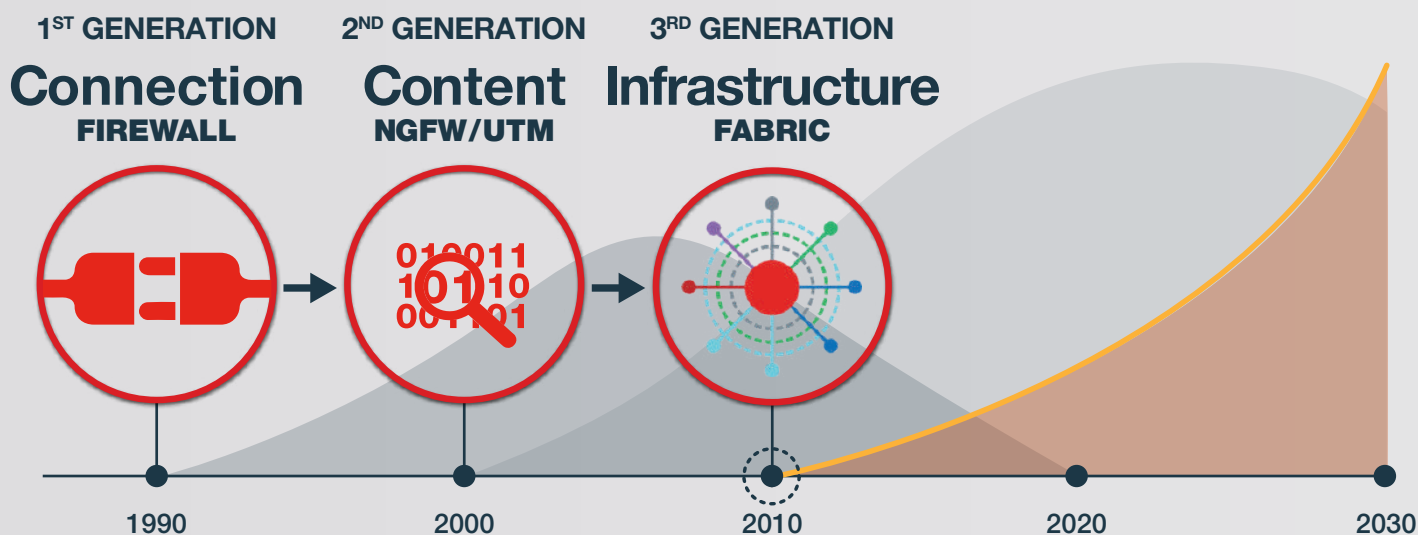 1ST GENERATION
Connection
FIREWALL
2ND GENERATION
Content
NGFW/UTM
3RD GENERATION
Infrastructure
FABRIC
010011
101110
001101
1990
2000
2010
2020
2030